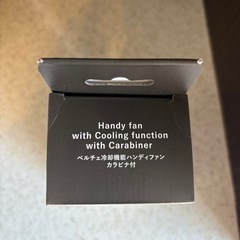 Handy fan
with Cooling function
with Carabiner
ペルチェ冷却機能ハンディファン
カラビナ付